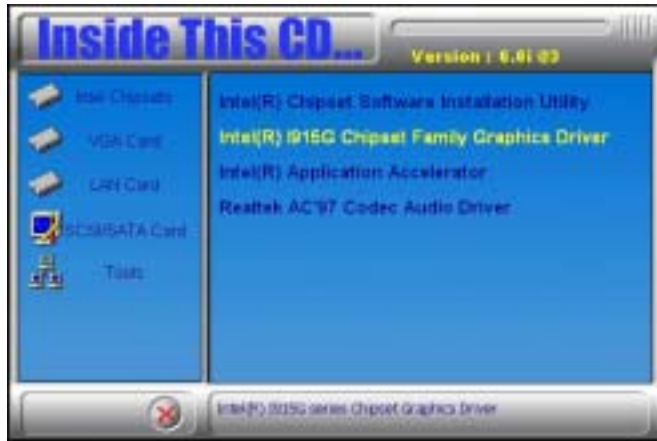 Inside This CD...
Version : 6.6i @3
Intel Chipsets
VGA Card
LAN Card
SCSI/SATA Card
Tools
Intel(R) Chipset Software Installation Utility
Intel(R) I915G Chipset Family Graphics Driver
Intel(R) Application Accelerator
Realtek AC'97 Codec Audio Driver
Intel(R) I915G series Chipset Graphics Driver